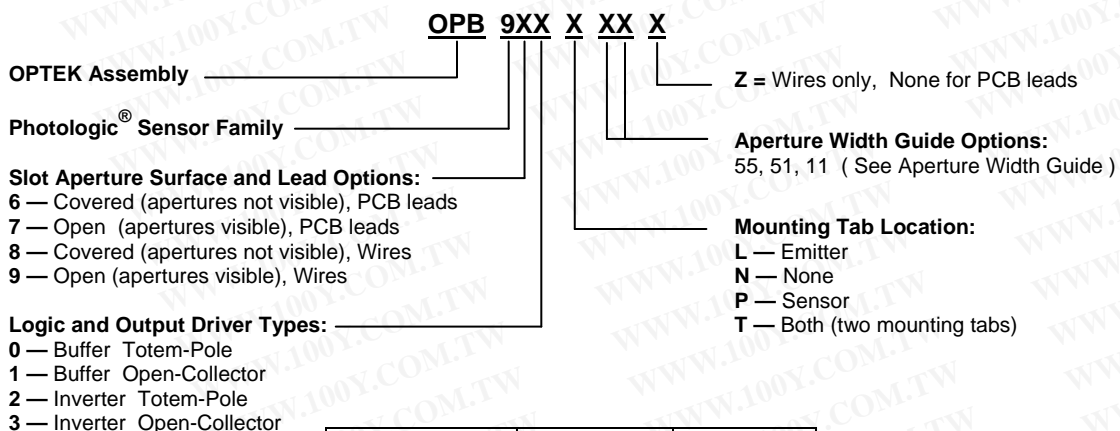 OPB 9XX X XX X
OPTEK Assembly
Photologic® Sensor Family
Slot Aperture Surface and Lead Options:
6 — Covered (apertures not visible), PCB leads
7 — Open (apertures visible), PCB leads
8 — Covered (apertures not visible), Wires
9 — Open (apertures visible), Wires
Logic and Output Driver Types:
0 — Buffer Totem-Pole
1 — Buffer Open-Collector
2 — Inverter Totem-Pole
3 — Inverter Open-Collector
Z = Wires only, None for PCB leads
Aperture Width Guide Options:
55, 51, 11 ( See Aperture Width Guide )
Mounting Tab Location:
L — Emitter
N — None
P — Sensor
T — Both (two mounting tabs)
WWW.100Y.COM.TW